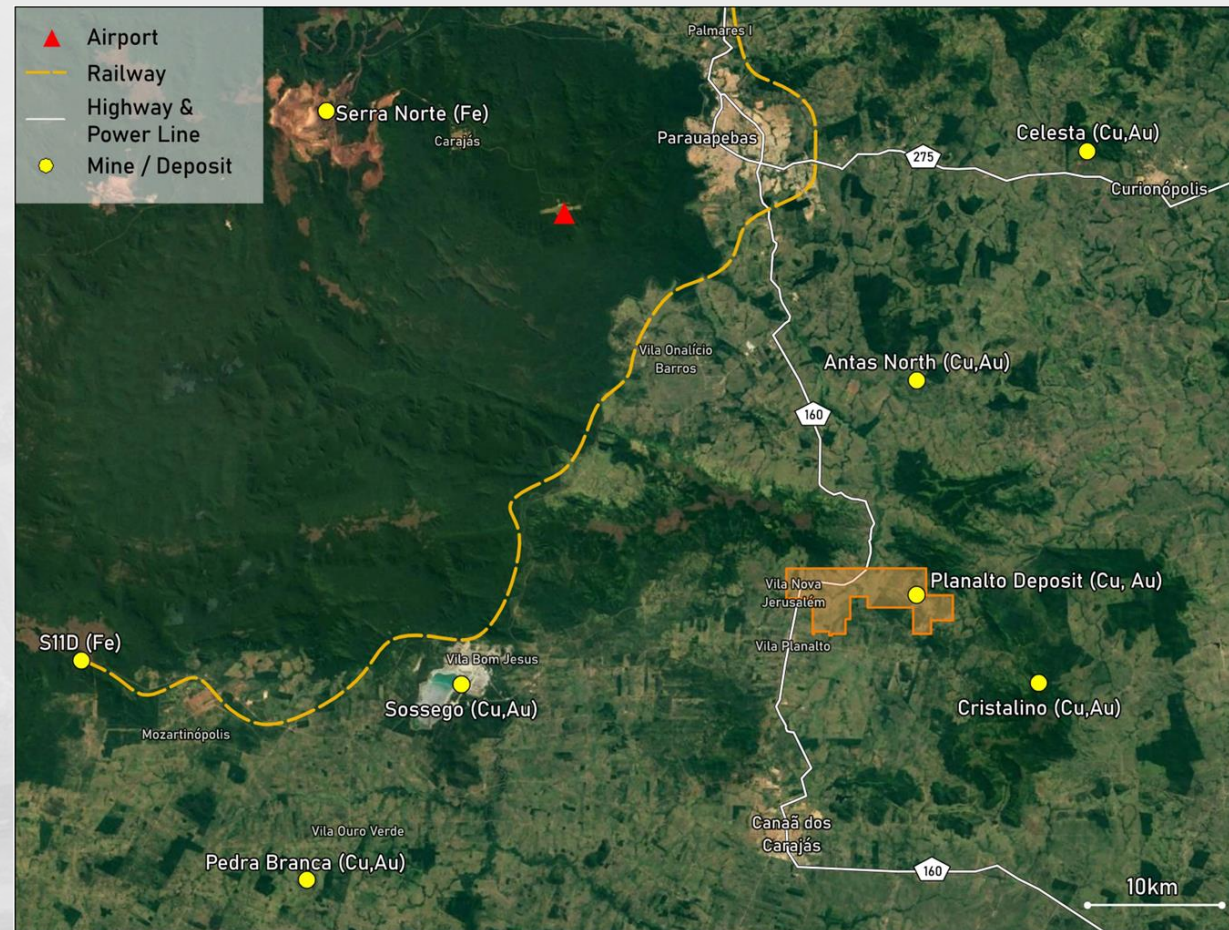 Airport
Railway
Highway &
Power Line
Mine / Deposit
Palmares I
Serra Norte (Fe)
Carajás
Parauapebas
Celesta (Cu,Au)
275
Curionópolis
Vila Onalício
Barros
Antas North (Cu,Au)
160
Vila Nova
Jerusalém
Planalto Deposit (Cu, Au)
Vila Planalto
S11D (Fe)
Vila Bom Jesus
Sossego (Cu,Au)
Cristalino (Cu,Au)
Mozartinópolis
Vila Ouro Verde
Canaã dos
Carajás
Pedra Branca (Cu,Au)
160
10km